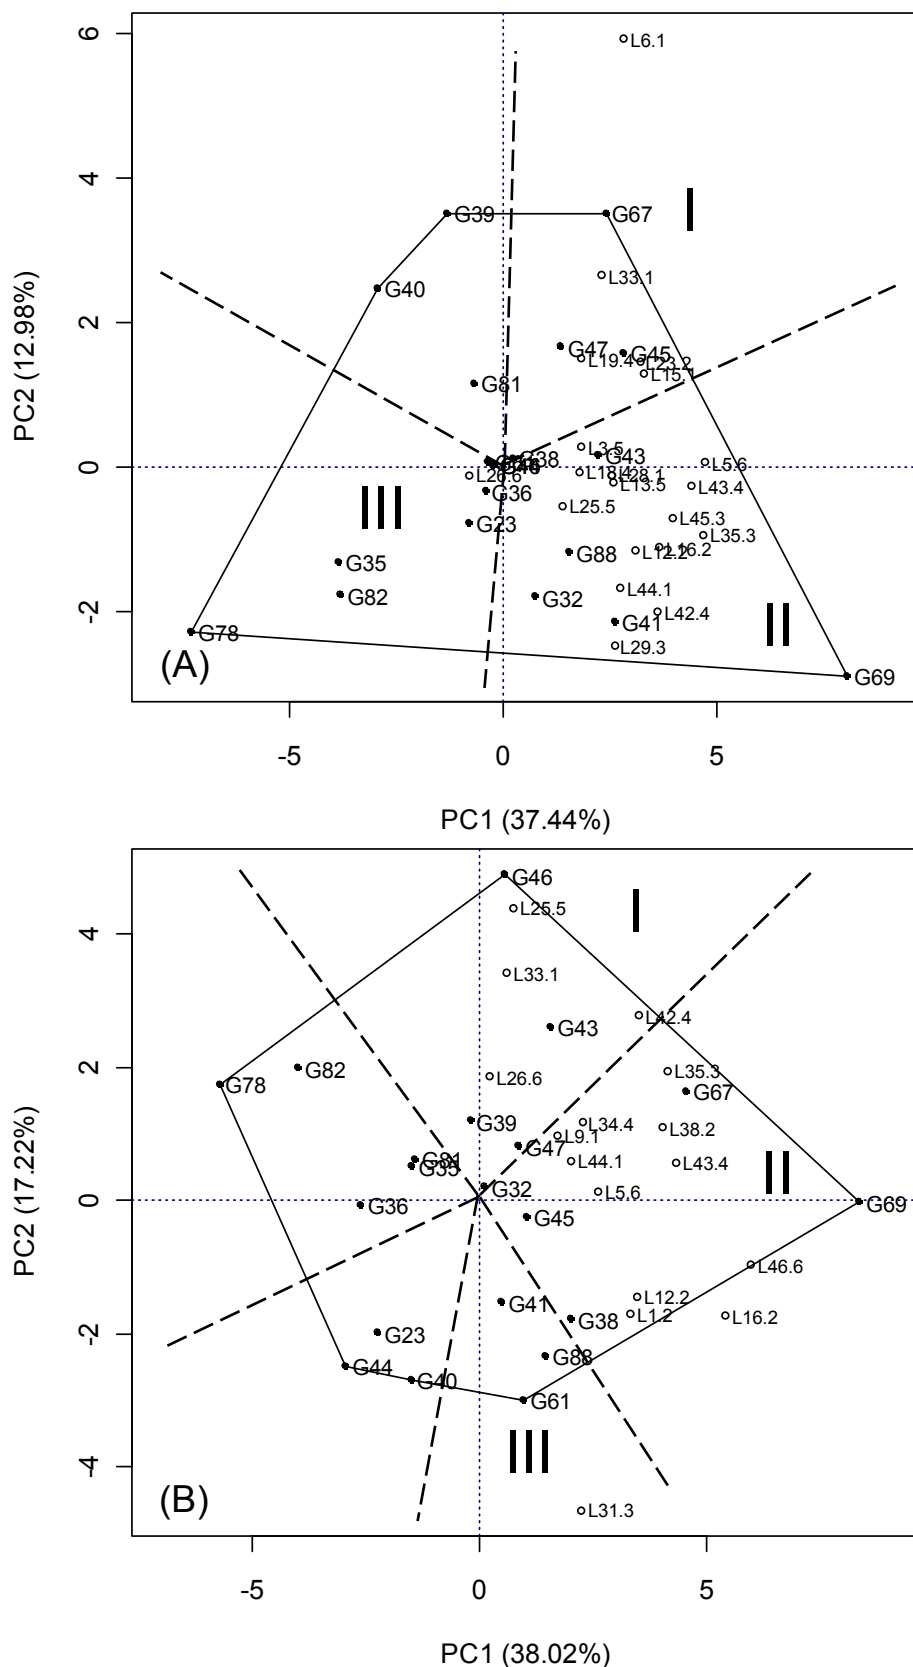 6
L6.1
I
4
G39
G67
L33.1
G40
2
G47
G45
L19.4
L23.2
L15.1
G81
PC2 (12.98%)
L3.5
G43
G38
L5.6
0
L26.6
L18.4
L28.1
L13.5
L43.4
G36
III
L25.5
L45.3
G23
L35.3
G35
G88
L12.2
L16.2
L44.1
G82
G32
-2
L42.4
II
G41
G78
L29.3
(A)
G69
-5
0
5
PC1 (37.44%)
G46
L25.5
I
4
L33.1
L42.4
G43
2
G82
L26.6
L35.3
G78
G67
G39
L34.4
L38.2
L9.1
G47
G81
G35
L44.1
L43.4
II
G32
L5.6
PC2 (17.22%)
0
G36
G69
G45
L46.6
G41
L12.2
L1.2
L16.2
G38
-2
G23
G88
G44
G40
G61
III
-4
(B)
L31.3
-5
0
5
PC1 (38.02%)